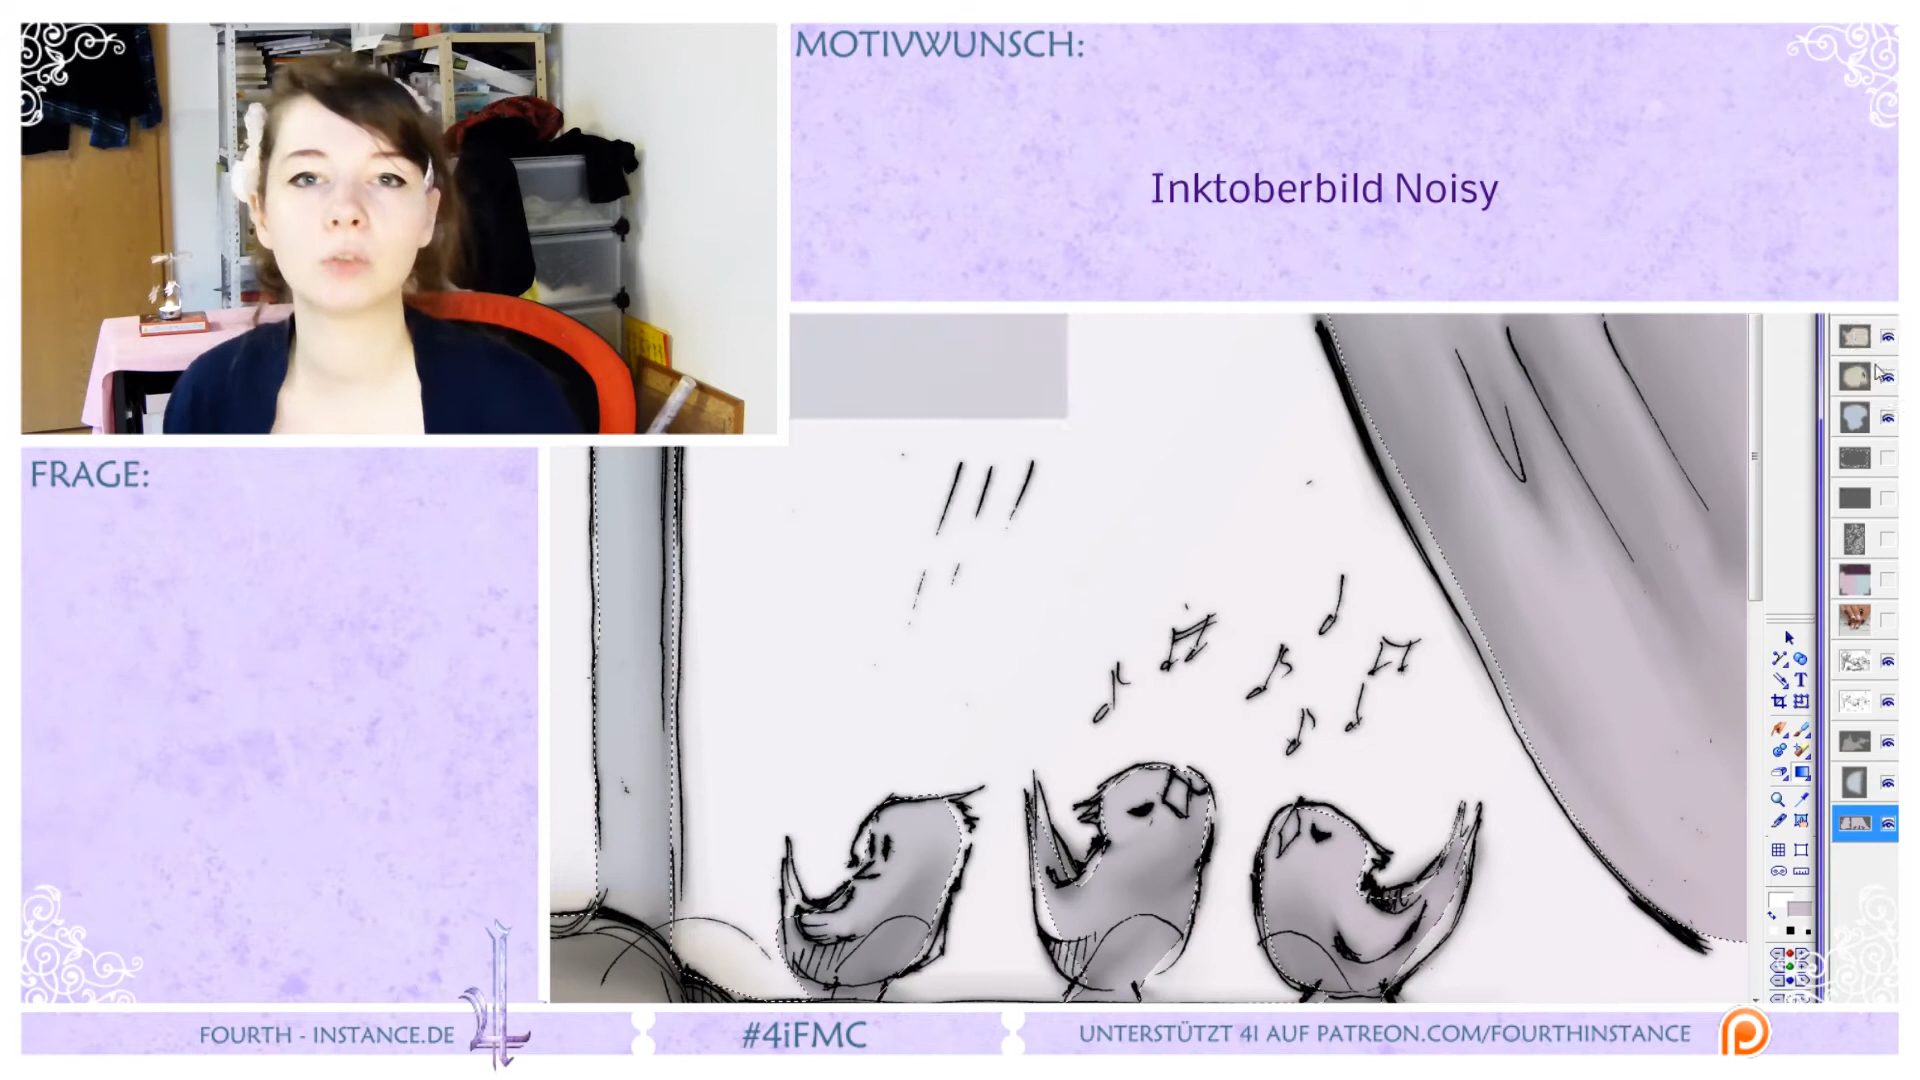 MOTIVWUNSCH:
Inktoberbild Noisy
FRAGE:
FOURTH - INSTANCE.DE
#4iFMC
UNTERSTÜTZT 4I AUF PATREON.COM/FOURTHINSTANCE